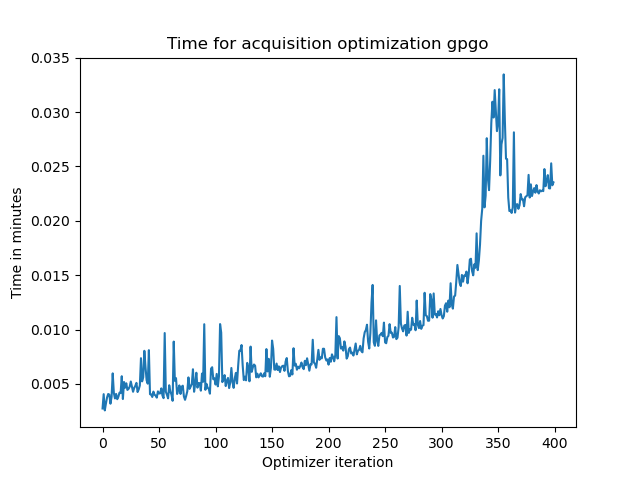 Time for acquisition optimization gpgo
0.035
0.030
0.025
0.020
0.015
0.010
0.005
Time in minutes
0 50 100 150 200 250 300 350 400
Optimizer iteration